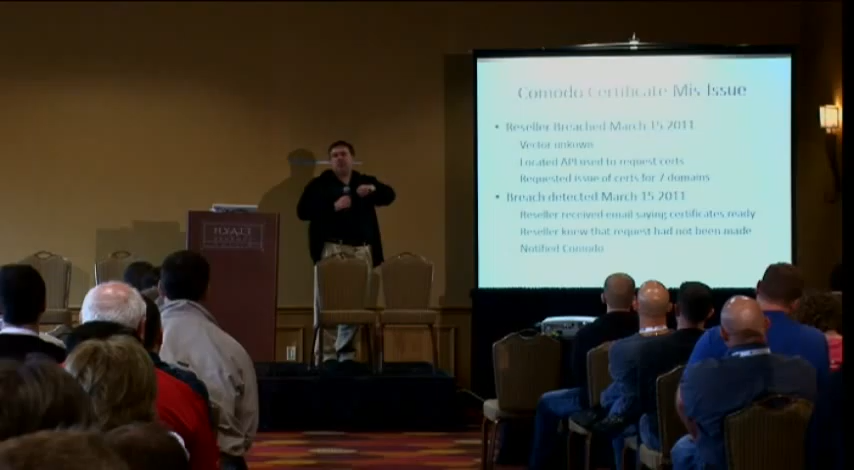 Comodo Certificate Mis Issue
• Reseller Breached March 15 2011
Vector unkown
Located API used to request certs
Requested issue of certs for 7 domains
• Breach detected March 15 2011
Reseller received email saying certificates ready
Reseller knew that request had not been made
Notified Comodo
HYATT